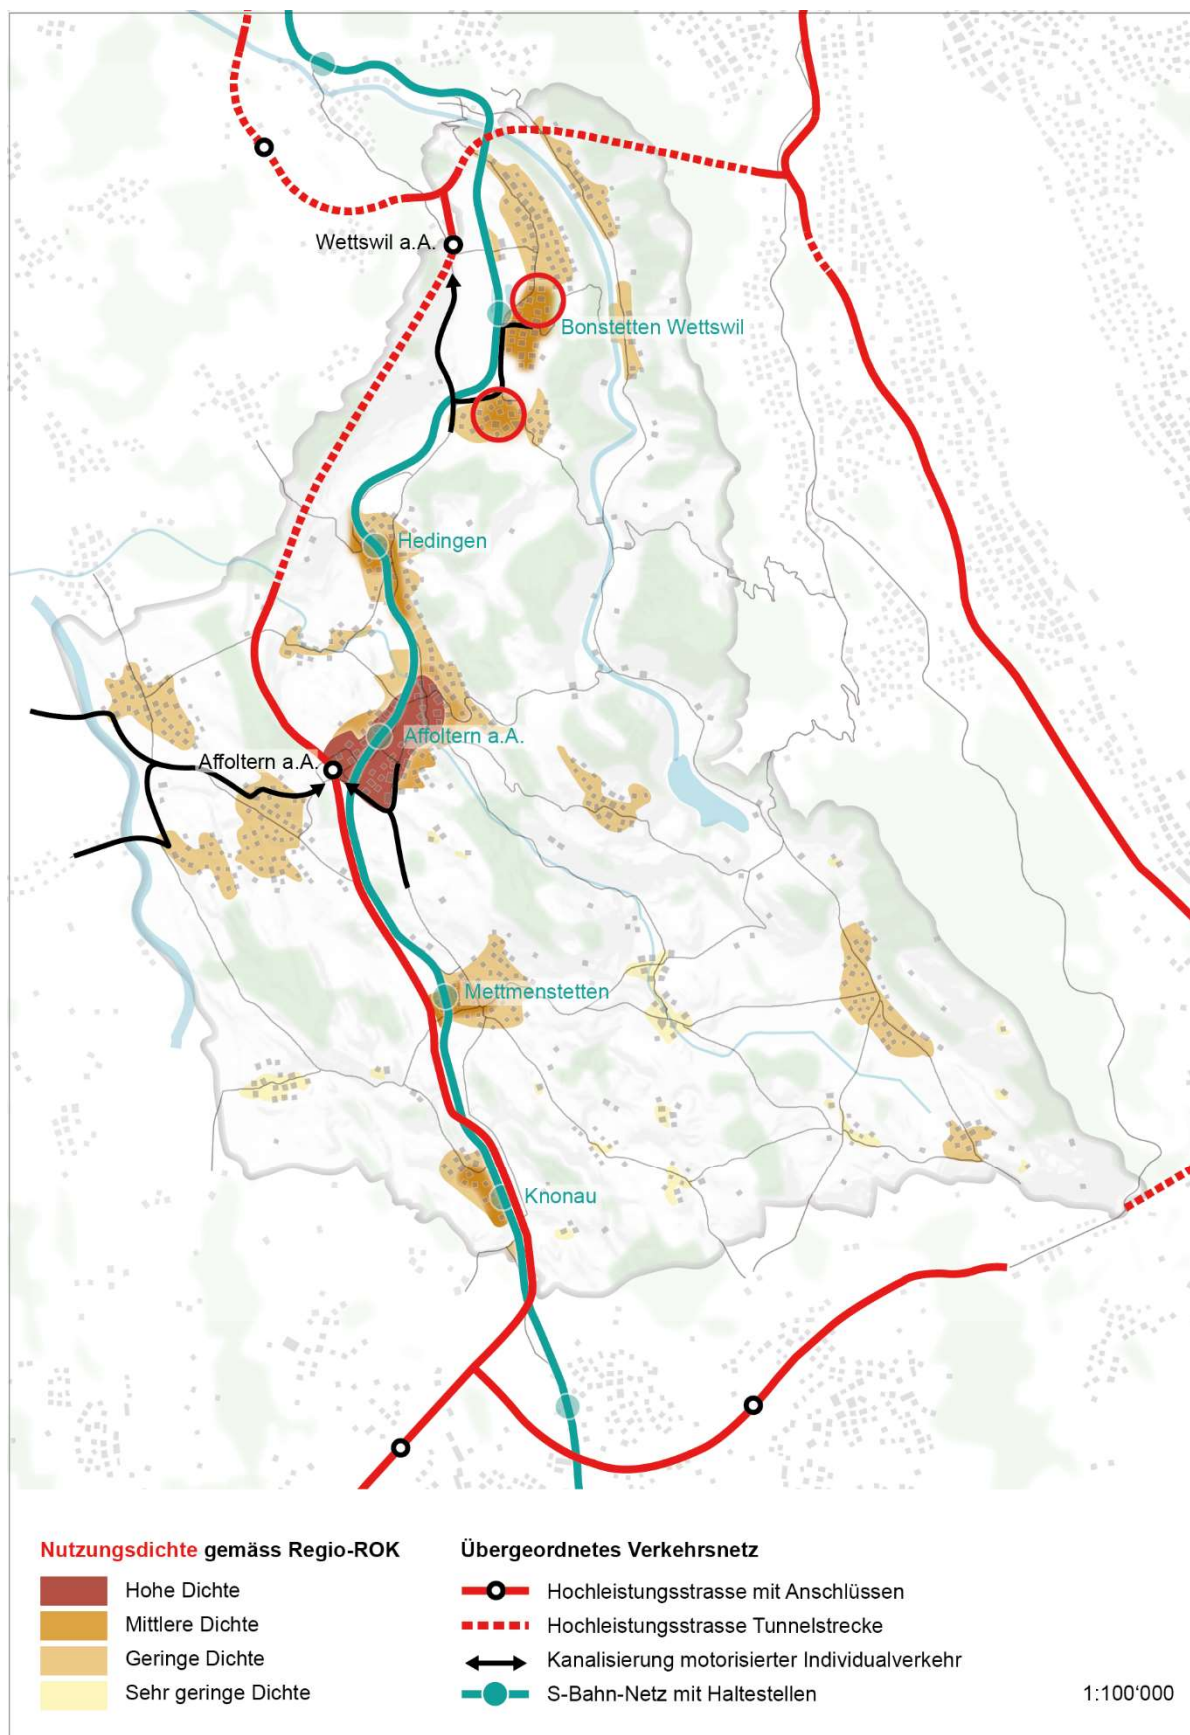 Wettswil a.A.
Bonstetten Wettswil
Hedingen
Affoltern a.A.
Affoltern a.A.
Mettmenstetten
Knonau
Nutzungsdichte gemäss Regio-ROK
Hohe Dichte
Mittlere Dichte
Geringe Dichte
Sehr geringe Dichte
Übergeordnetes Verkehrsnetz
Hochleistungsstrasse mit Anschlüssen
Hochleistungsstrasse Tunnelstrecke
Kanalisierung motorisierter Individualverkehr
S-Bahn-Netz mit Haltestellen
1:100‘000